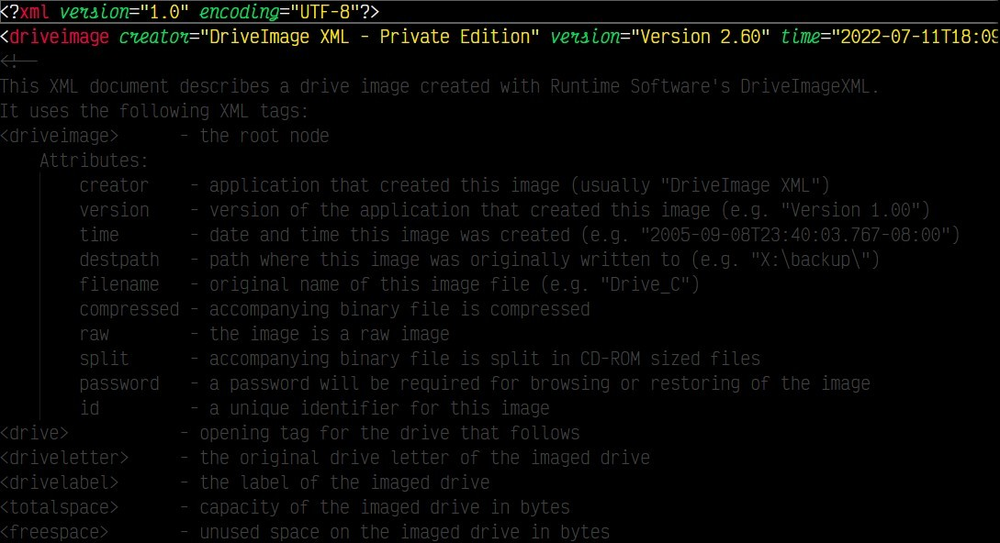 <?xml version="1.0" encoding="UTF-8"?>
<driveimage creator="DriveImage XML - Private Edition" version="Version 2.60" time="2022-07-11T18:09
<!--
This XML document describes a drive image created with Runtime Software's DriveImageXML.
It uses the following XML tags:
<driveimage> - the root node
Attributes:
creator - application that created this image (usually "DriveImage XML")
version - version of the application that created this image (e.g. "Version 1.00")
time - date and time this image was created (e.g. "2005-09-08T23:40:03.767-08:00")
destpath - path where this image was originally written to (e.g. "X:\backup\")
filename - original name of this image file (e.g. "Drive_C")
compressed - accompanying binary file is compressed
raw - the image is a raw image
split - accompanying binary file is split in CD-ROM sized files
password - a password will be required for browsing or restoring of the image
id - a unique identifier for this image
<drive> - opening tag for the drive that follows
<driveletter> - the original drive letter of the imaged drive
<drivelabel> - the label of the imaged drive
<totalspace> - capacity of the imaged drive in bytes
<freespace> - unused space on the imaged drive in bytes